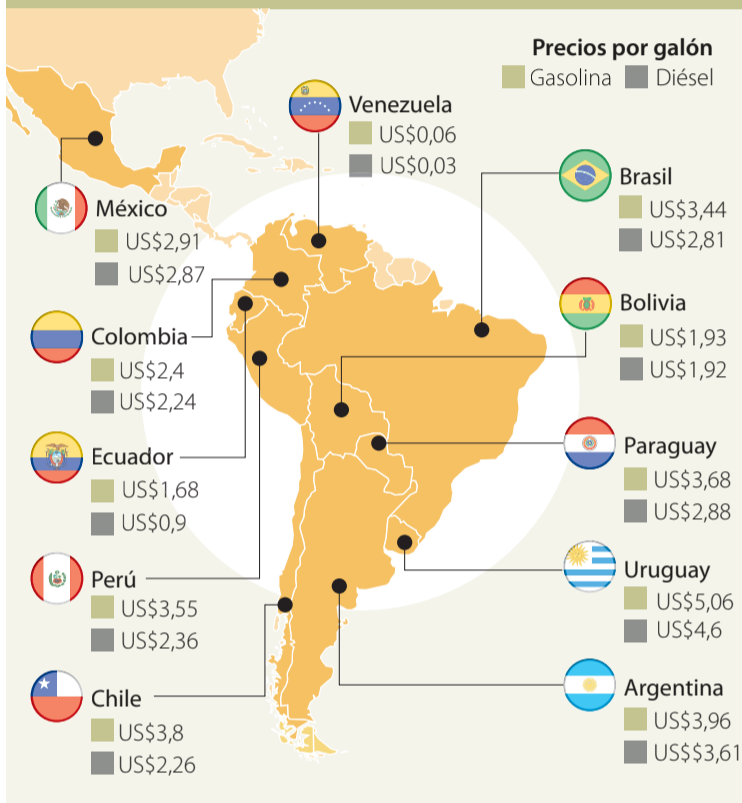 Precios por galón
Gasolina Diésel
Venezuela
US$0,06
US$0,03
Brasil
US$3,44
US$2,81
México
US$2,91
US$2,87
Bolivia
US$1,93
US$1,92
Colombia
US$2,4
US$2,24
Ecuador
US$1,68
US$0,9
Paraguay
US$3,68
US$2,88
Perú
US$3,55
US$2,36
Uruguay
US$5,06
US$4,6
Chile
US$3,8
US$2,26
Argentina
US$3,96
US$$3,61